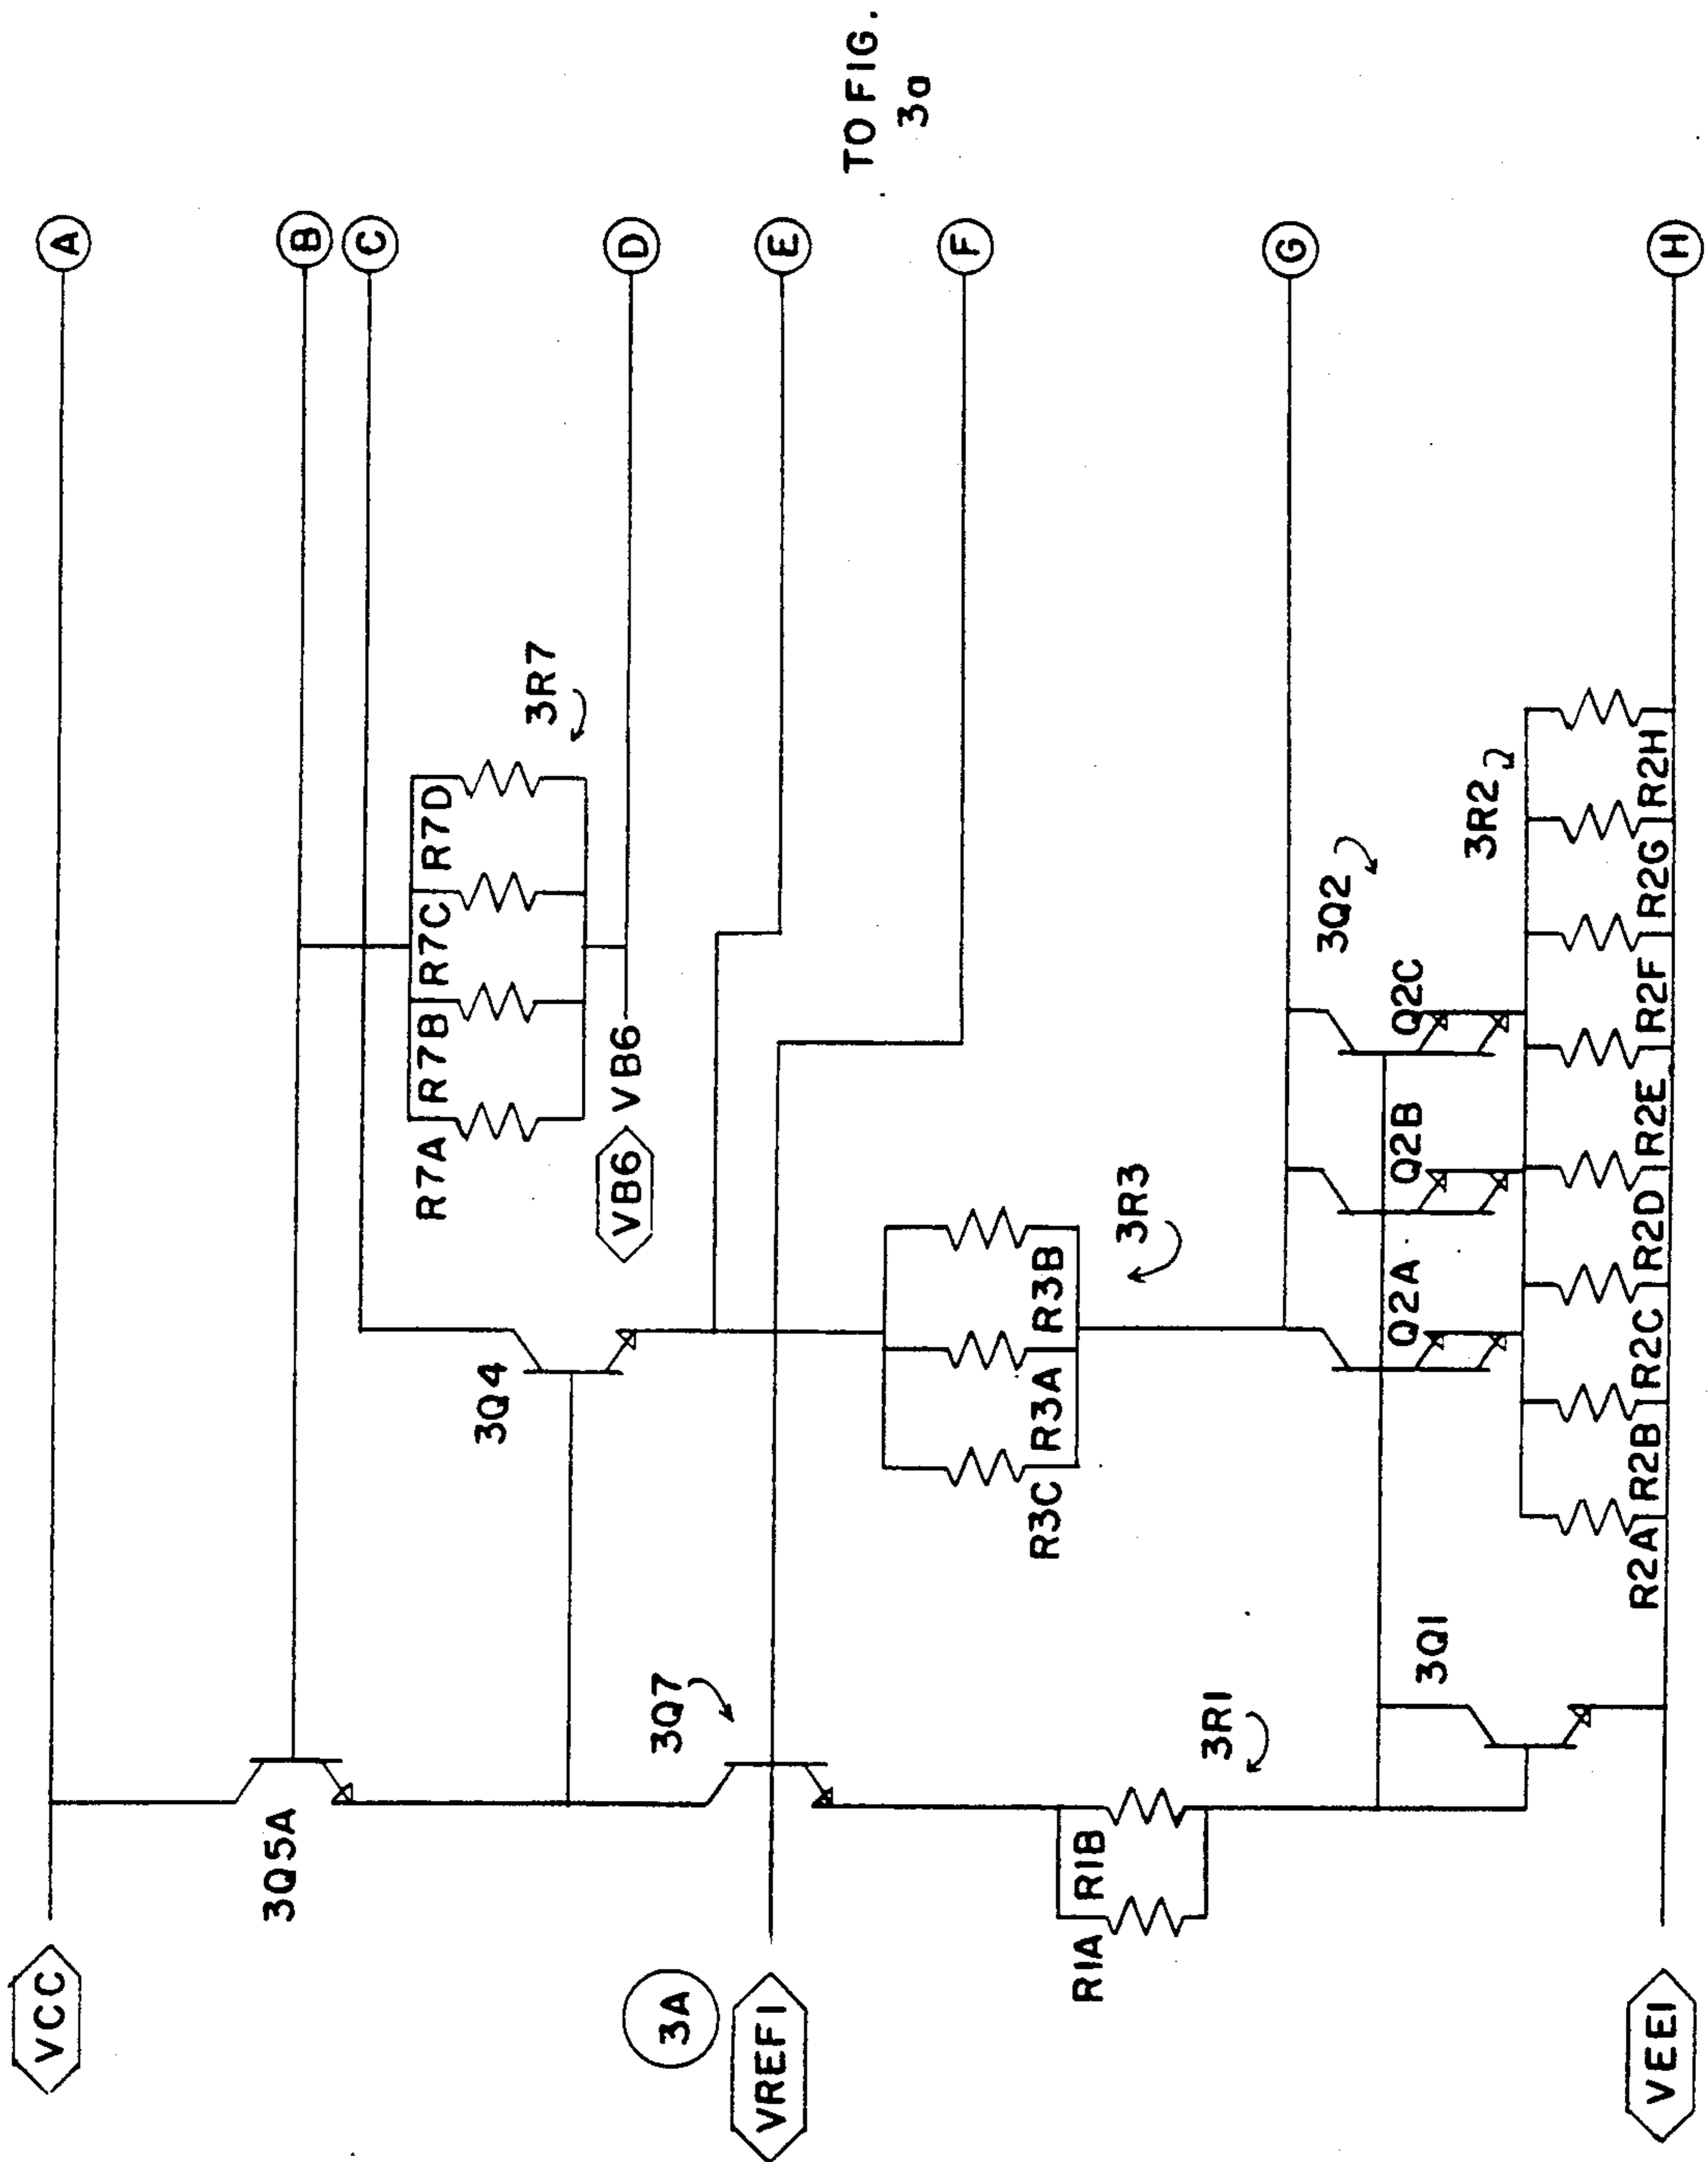 VCC
A
3Q5A
B
C
3Q4
R7A
R7B
R7C
R7D
3R7
VB6
VB6
D
3A
VREF1
3Q7
E
TO FIG.
3a
F
R3C
R3A
R3B
3R3
R1A
R1B
3R1
G
3Q2
3Q1
Q2A
Q2B
Q2C
3R2
R2A
R2B
R2C
R2D
R2E
R2F
R2G
R2H
VEE1
H